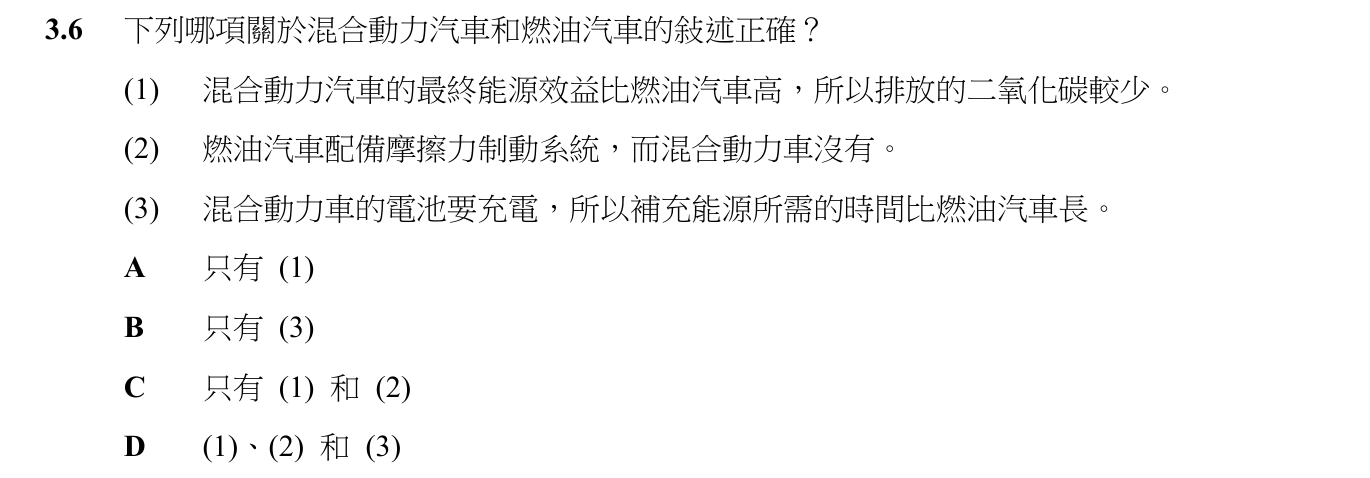 3.6 下列哪項關於混合動力汽車和燃油汽車的敍述正確？
(1) 混合動力汽車的最終能源效益比燃油汽車高，所以排放的二氧化碳較少。
(2) 燃油汽車配備摩擦力制動系統，而混合動力車沒有。
(3) 混合動力車的電池要充電，所以補充能源所需的時間比燃油汽車長。
A 只有 (1)
B 只有 (3)
C 只有 (1) 和 (2)
D (1)、(2) 和 (3)